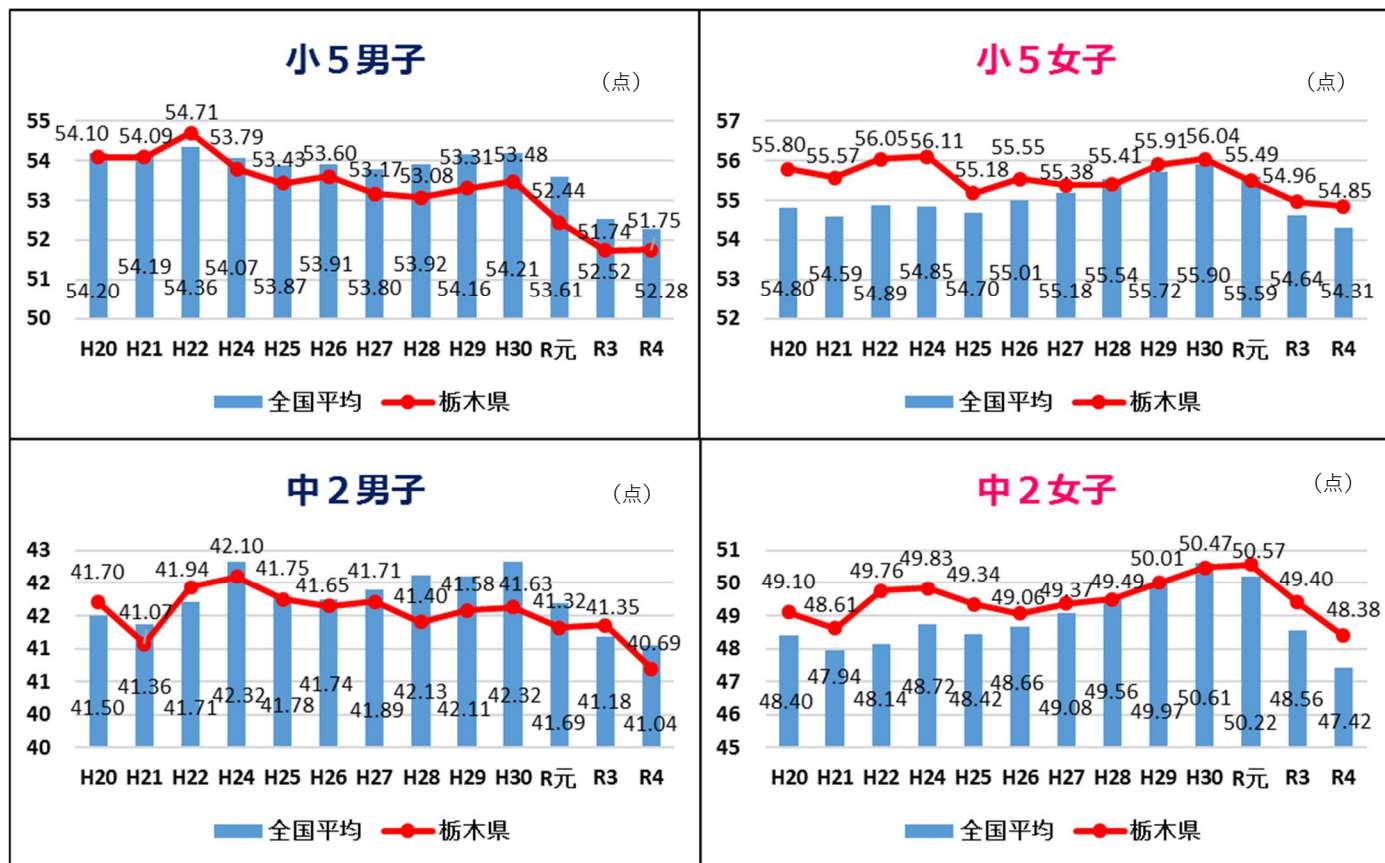 小5男子
(点)
55
54
53
52
51
50
54.10 54.09 54.71 53.79 53.43 53.60 53.17 53.08 53.31 53.48 52.44 51.74 51.75
54.20 54.19 54.36 54.07 53.87 53.91 53.80 53.92 54.16 54.21 53.61 52.52 52.28
H20 H21 H22 H24 H25 H26 H27 H28 H29 H30 R元 R3 R4
全国平均 栃木県
小5女子
(点)
57
56
55
54
53
52
55.80 55.57 56.05 56.11 55.18 55.55 55.38 55.41 55.91 56.04 55.49 54.96 54.85
54.80 54.59 54.89 54.85 54.70 55.01 55.18 55.54 55.72 55.90 55.59 54.64 54.31
H20 H21 H22 H24 H25 H26 H27 H28 H29 H30 R元 R3 R4
全国平均 栃木県
中2男子
(点)
43
42
42
41
41
40
40
41.70 41.07 41.94 42.10 41.75 41.65 41.71 41.40 41.58 41.63 41.32 41.35 40.69
41.50 41.36 41.71 42.32 41.78 41.74 41.89 42.13 42.11 42.32 41.69 41.18 41.04
H20 H21 H22 H24 H25 H26 H27 H28 H29 H30 R元 R3 R4
全国平均 栃木県
中2女子
(点)
51
50
49
48
47
46
45
49.10 48.61 49.76 49.83 49.34 49.06 49.37 49.49 50.01 50.47 50.57 49.40 48.38
48.40 47.94 48.14 48.72 48.42 48.66 49.08 49.56 49.97 50.61 50.22 48.56 47.42
H20 H21 H22 H24 H25 H26 H27 H28 H29 H30 R元 R3 R4
全国平均 栃木県